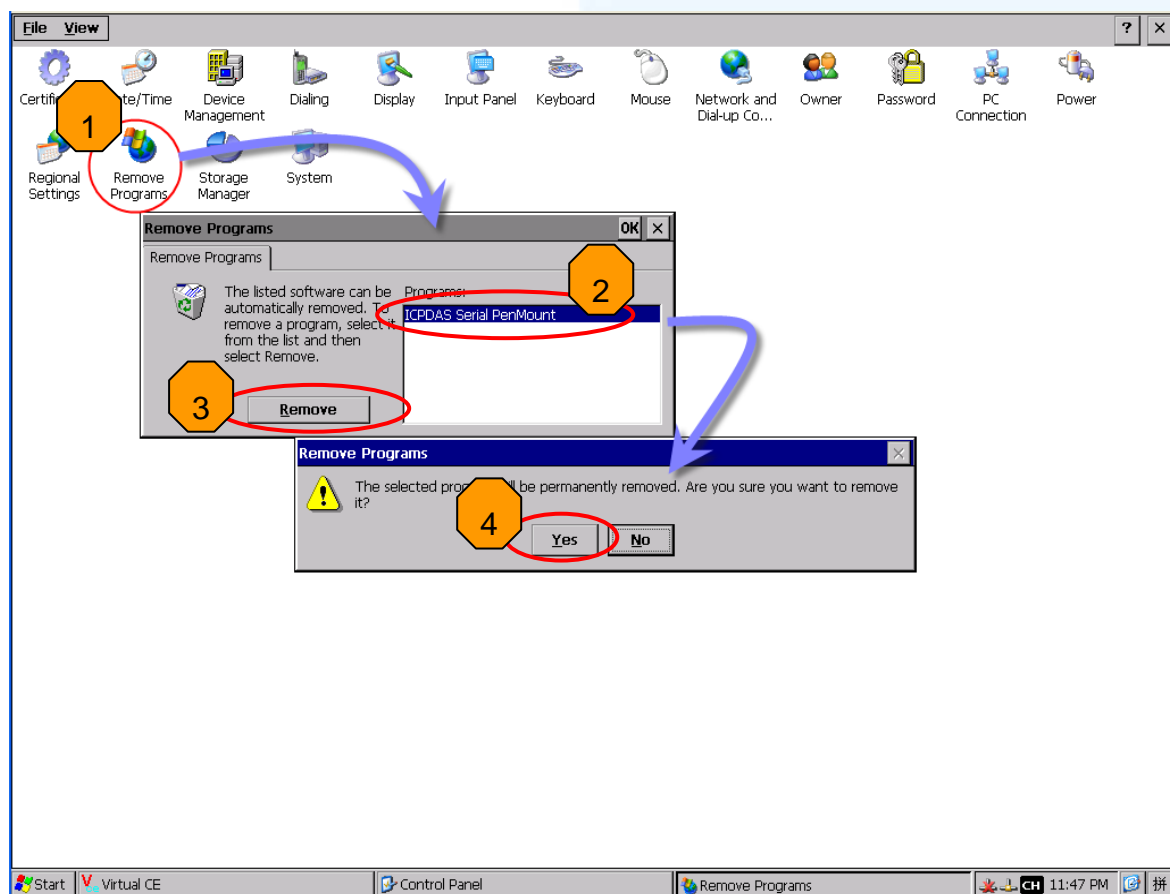 File View
?
Certifi
te/Time
Device
Management
Dialing
Display
Input Panel
Keyboard
Mouse
Network and
Dial-up Co...
Owner
Password
PC
Connection
Power
1
Regional
Settings
Remove
Programs
Storage
Manager
System
Remove Programs
OK
Remove Programs
The listed software can be
automatically removed. To
remove a program, select it
from the list and then
select Remove.
Programs:
2
ICPDAS Serial PenMount
3
Remove
Remove Programs
The selected prog ll be permanently removed. Are you sure you want to remove
it?
4
Yes
No
Start
Virtual CE
Control Panel
Remove Programs
CH
11:47 PM
拼